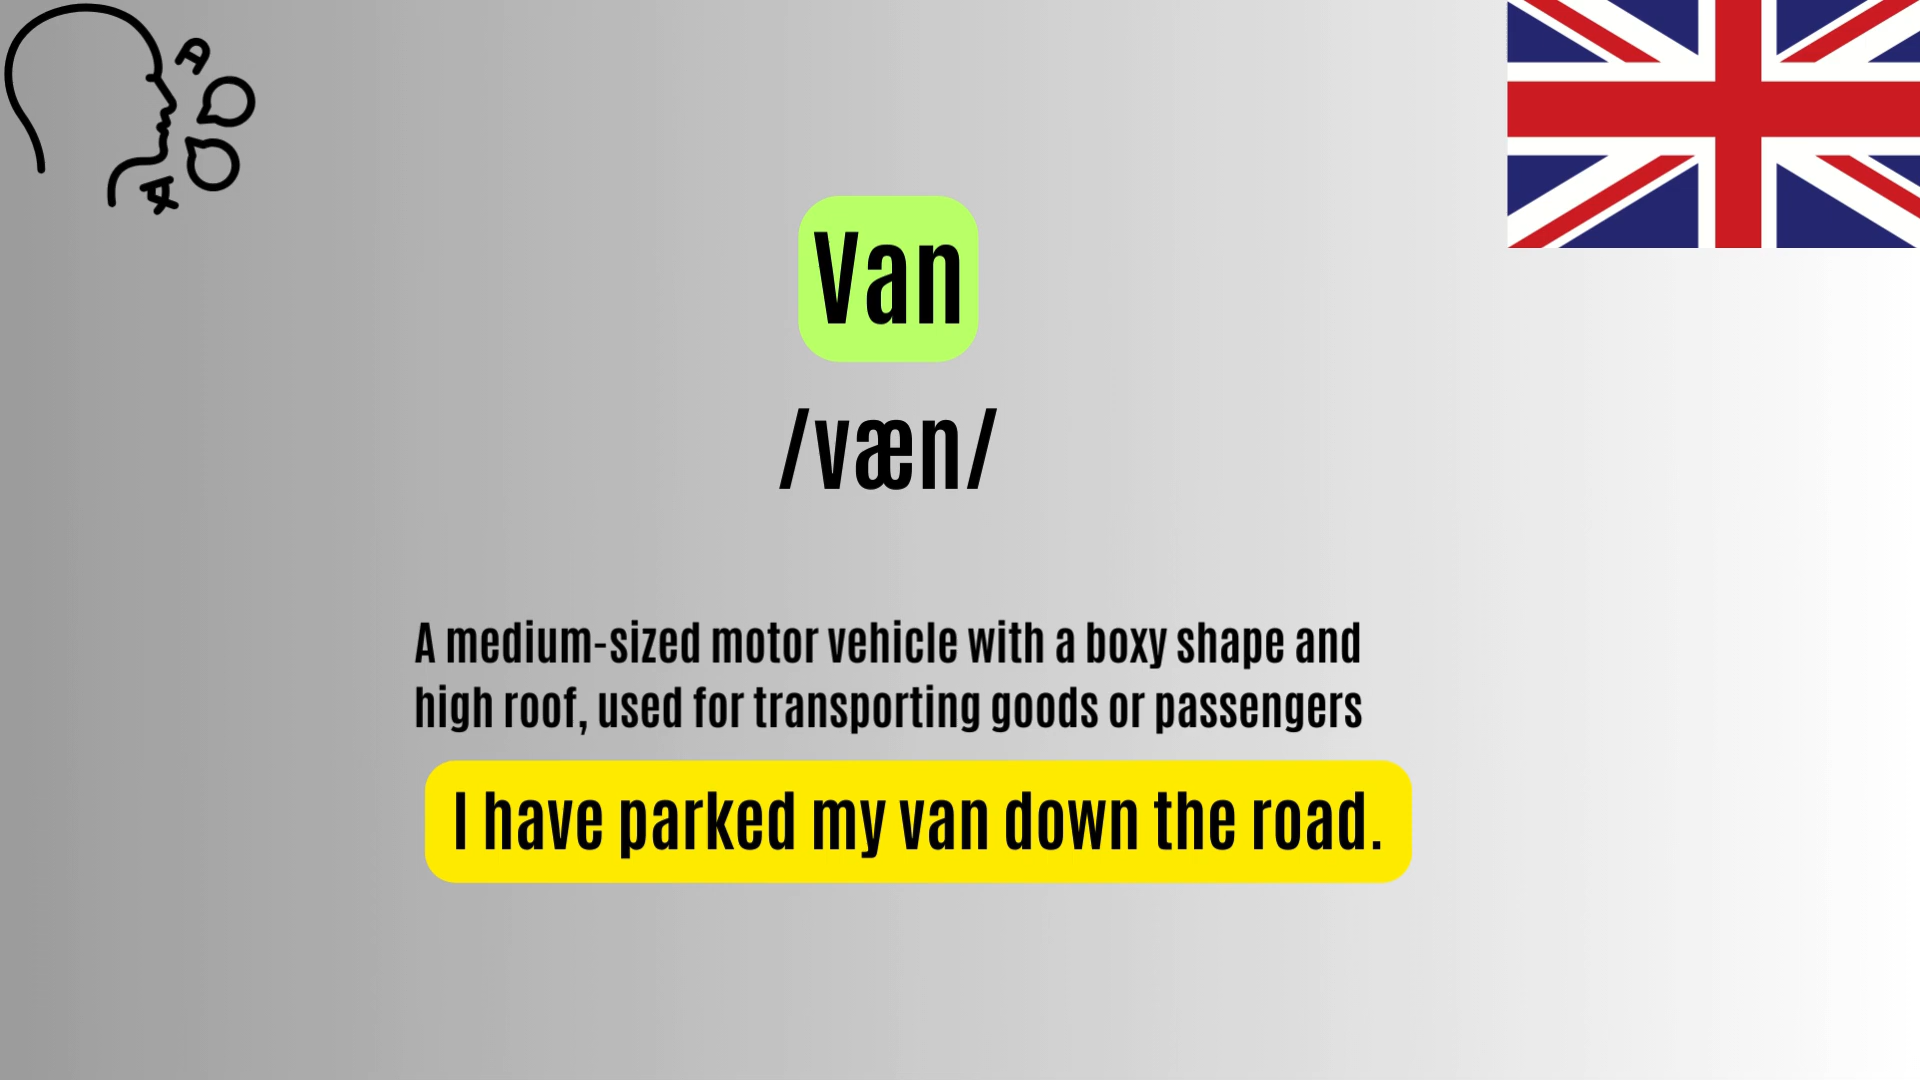 Van
/væn/
A medium-sized motor vehicle with a boxy shape and
high roof, used for transporting goods or passengers
I have parked my van down the road.